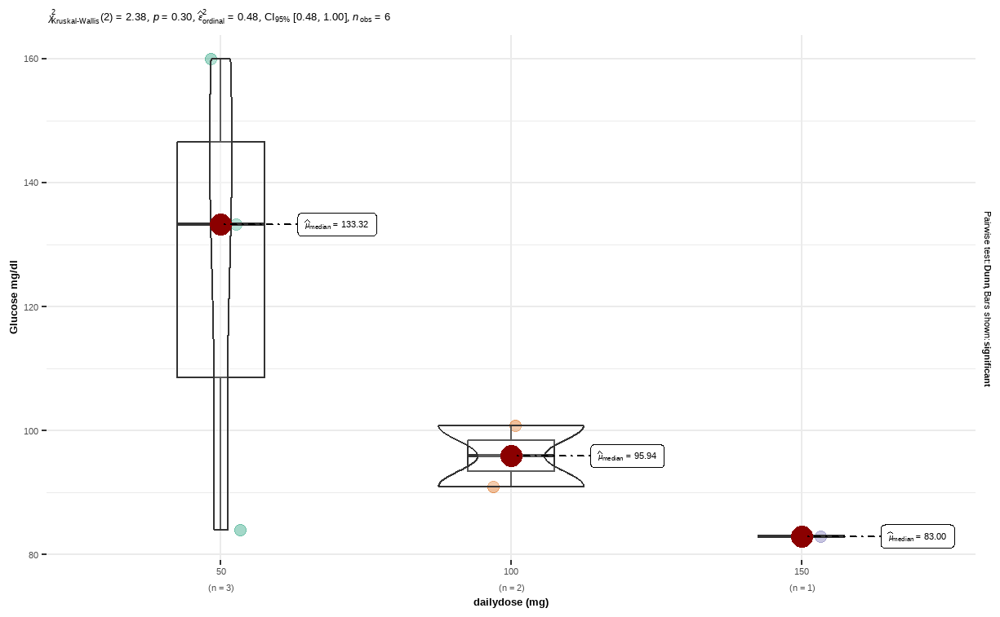 χ²Kruskal-Wallis(2) = 2.38, p = 0.30, ε̂²ordinal = 0.48, CI95% [0.48, 1.00], nobs = 6
160
140
120
100
80
Glucose mg/dl
μ̂median = 133.32
μ̂median = 95.94
μ̂median = 83.00
Pairwise test: Dunn, Bars shown: significant
50
(n = 3)
100
(n = 2)
150
(n = 1)
dailydose (mg)